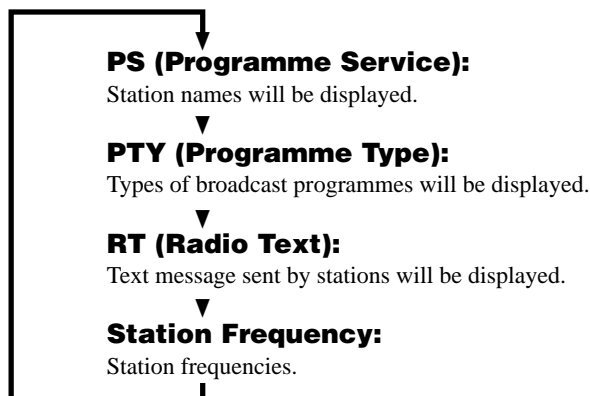 PS (Programme Service):
Station names will be displayed.
PTY (Programme Type):
Types of broadcast programmes will be displayed.
RT (Radio Text):
Text message sent by stations will be displayed.
Station Frequency:
Station frequencies.